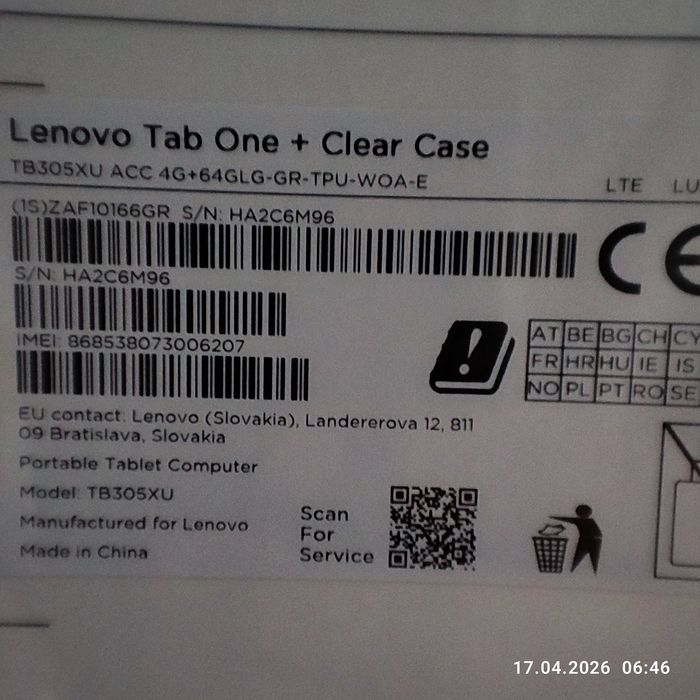 Lenovo Tab One + Clear Case
TB305XU ACC 4G+64GLG-GR-TPU-WOA-E
LTE LU
(1S)ZAF10166GR S/N: HA2C6M96
S/N: HA2C6M96
IMEI: 868538073006207
CE
AT BE BG CH CY
FR HR HU IE IS
NO PL PT RO SE
EU contact: Lenovo (Slovakia), Landererova 12, 811
09 Bratislava, Slovakia
Portable Tablet Computer
Model: TB305XU
Manufactured for Lenovo
Made in China
Scan
For
Service
17.04.2026 06:46